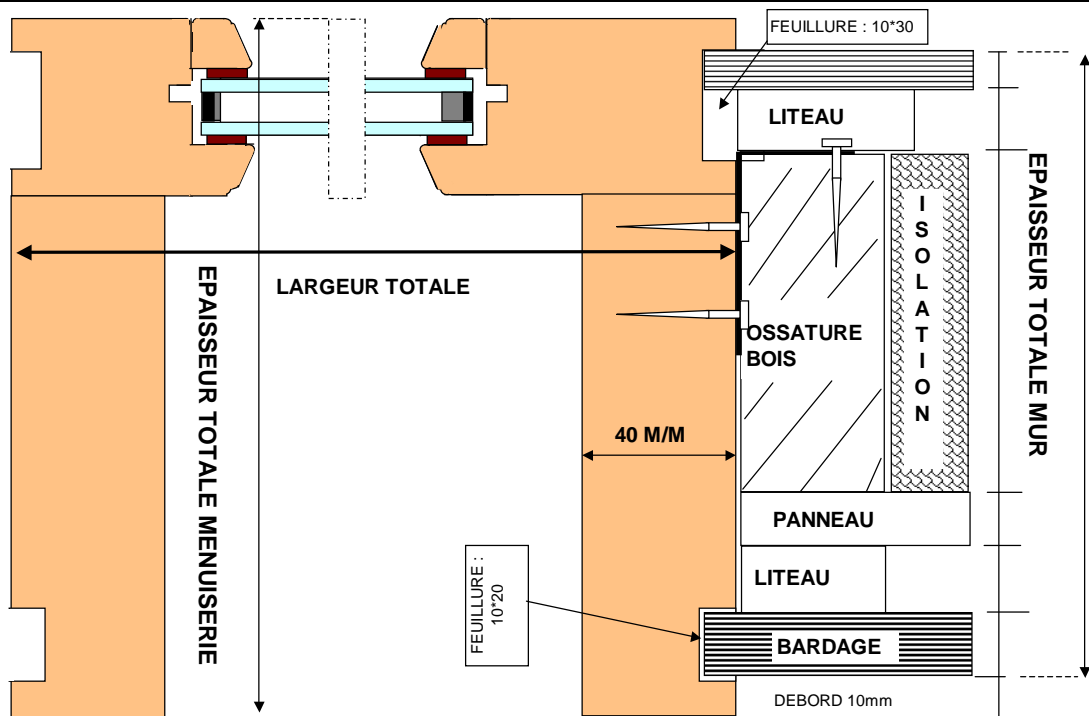 FEUILLURE : 10*30
LITEAU
ISOLATION
EPAISSEUR TOTALE MUR
LARGEUR TOTALE
EPAISSEUR TOTALE MENUISERIE
OSSATURE
BOIS
40 M/M
PANNEAU
FEUILLURE :
10*20
LITEAU
BARDAGE
DEBORD 10mm